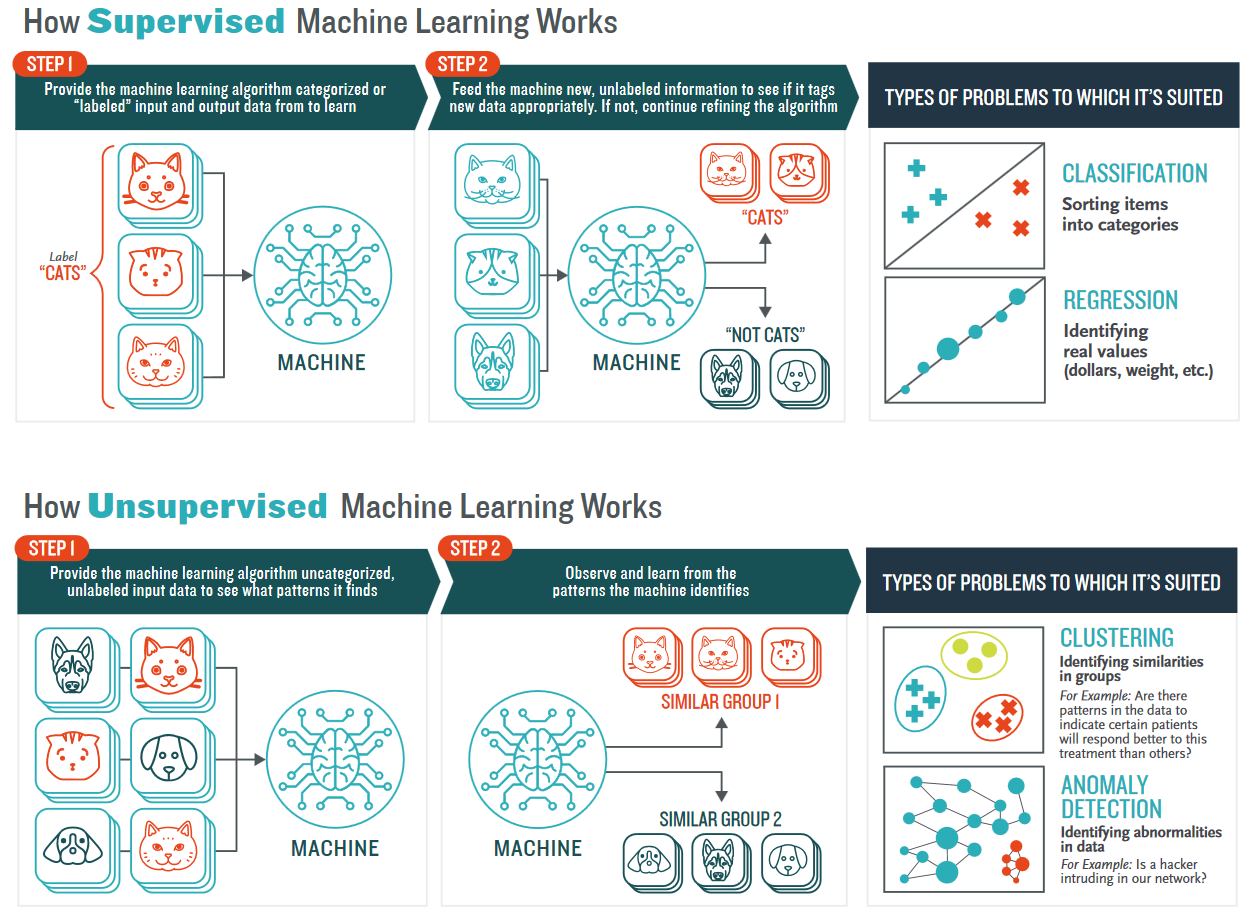 How Supervised Machine Learning Works
STEP 1
Provide the machine learning algorithm categorized or
“labeled” input and output data from to learn
Label
“CATS”
MACHINE
STEP 2
Feed the machine new, unlabeled information to see if it tags
new data appropriately. If not, continue refining the algorithm
MACHINE
“CATS”
“NOT CATS”
TYPES OF PROBLEMS TO WHICH IT’S SUITED
CLASSIFICATION
Sorting items
into categories
REGRESSION
Identifying
real values
(dollars, weight, etc.)
How Unsupervised Machine Learning Works
STEP 1
Provide the machine learning algorithm uncategorized,
unlabeled input data to see what patterns it finds
MACHINE
STEP 2
Observe and learn from the
patterns the machine identifies
MACHINE
SIMILAR GROUP 1
SIMILAR GROUP 2
TYPES OF PROBLEMS TO WHICH IT’S SUITED
CLUSTERING
Identifying similarities
in groups
For Example: Are there
patterns in the data to
indicate certain patients
will respond better to this
treatment than others?
ANOMALY
DETECTION
Identifying abnormalities
in data
For Example: Is a hacker
intruding in our network?